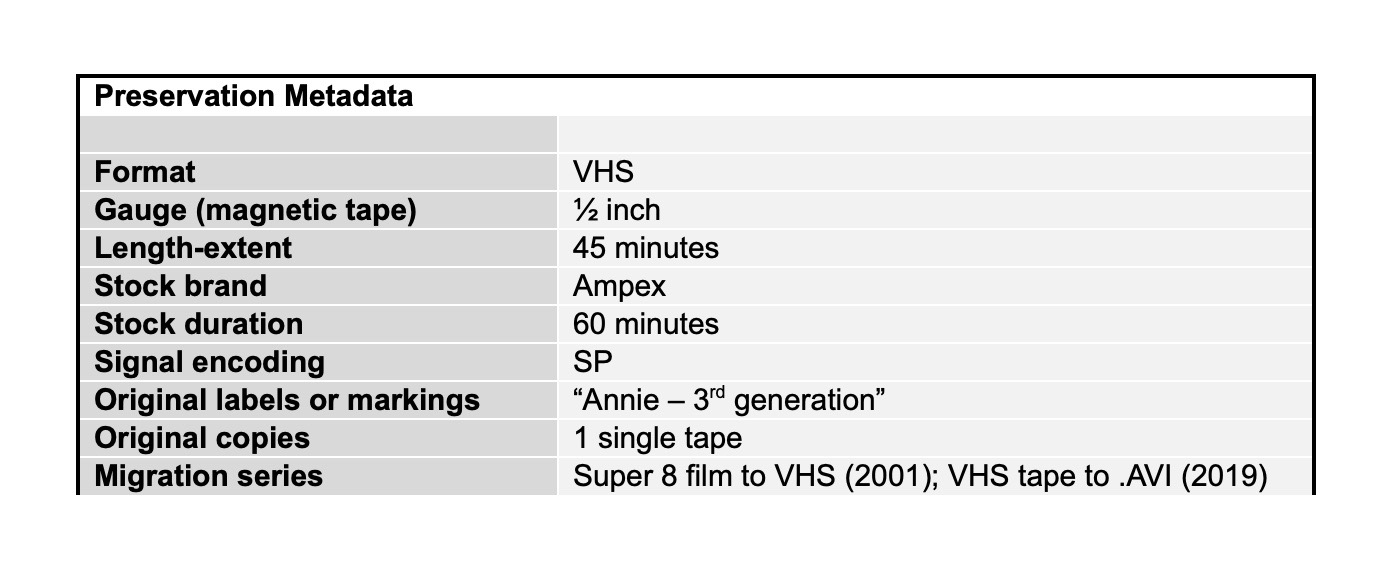 Preservation Metadata
Format VHS
Gauge (magnetic tape) ½ inch
Length-extent 45 minutes
Stock brand Ampex
Stock duration 60 minutes
Signal encoding SP
Original labels or markings “Annie – 3rd generation”
Original copies 1 single tape
Migration series Super 8 film to VHS (2001); VHS tape to .AVI (2019)